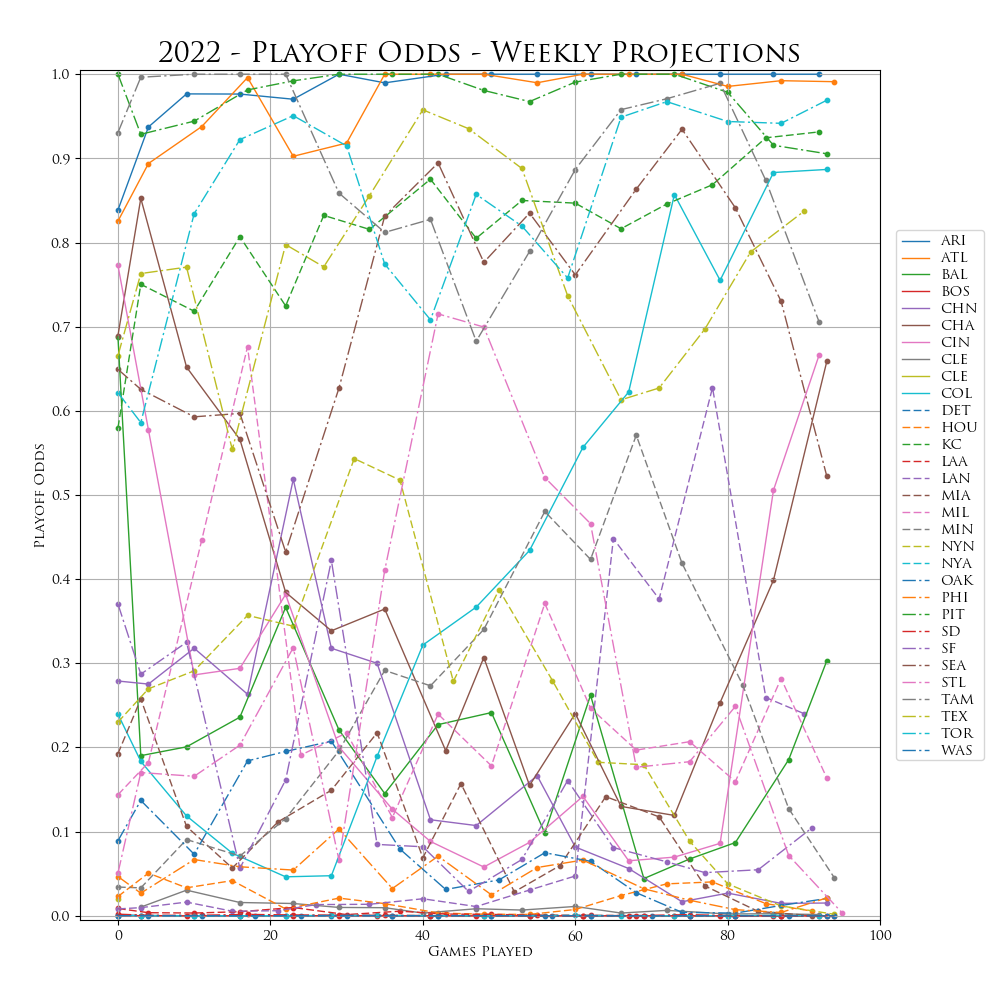 2022 - Playoff Odds - Weekly Projections
1.0
0.9
0.8
0.7
0.6
0.5
0.4
0.3
0.2
0.1
0.0
Playoff Odds
0
20
40
60
80
100
Games Played
ARI
ATL
BAL
BOS
CHN
CHA
CIN
CLE
CLE
COL
DET
HOU
KC
LAA
LAN
MIA
MIL
MIN
NYN
NYA
OAK
PHI
PIT
SD
SF
SEA
STL
TAM
TEX
TOR
WAS